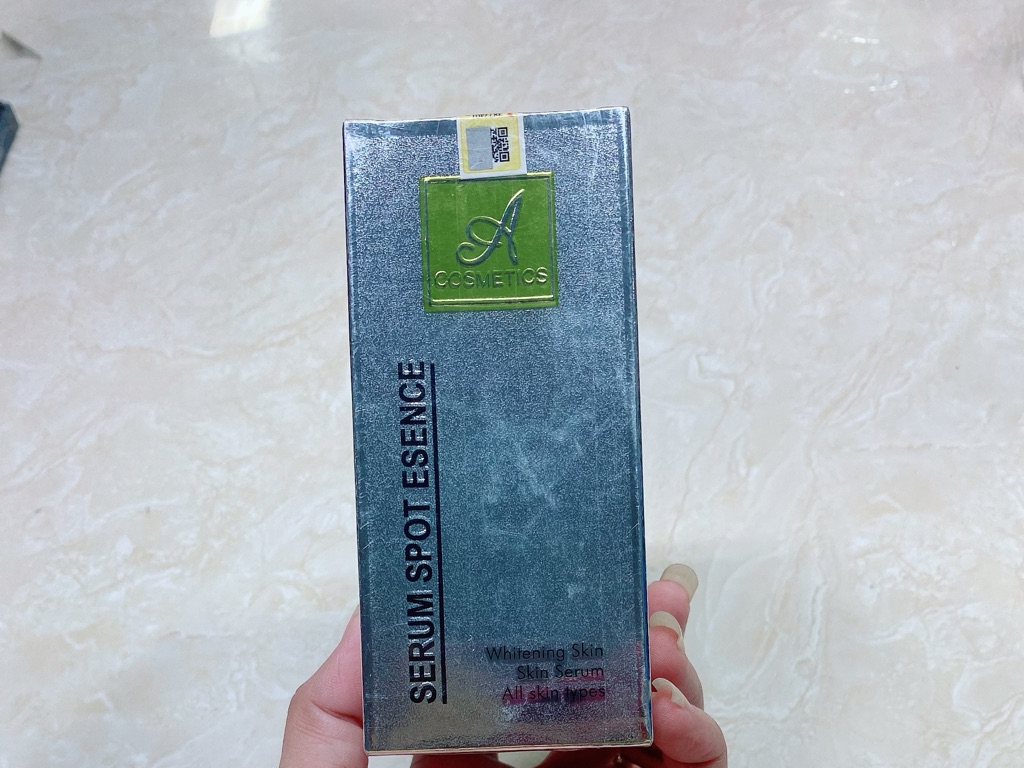 A
COSMETICS
SERUM SPOT ESENCE
Whitening Skin
Skin Serum
All skin types